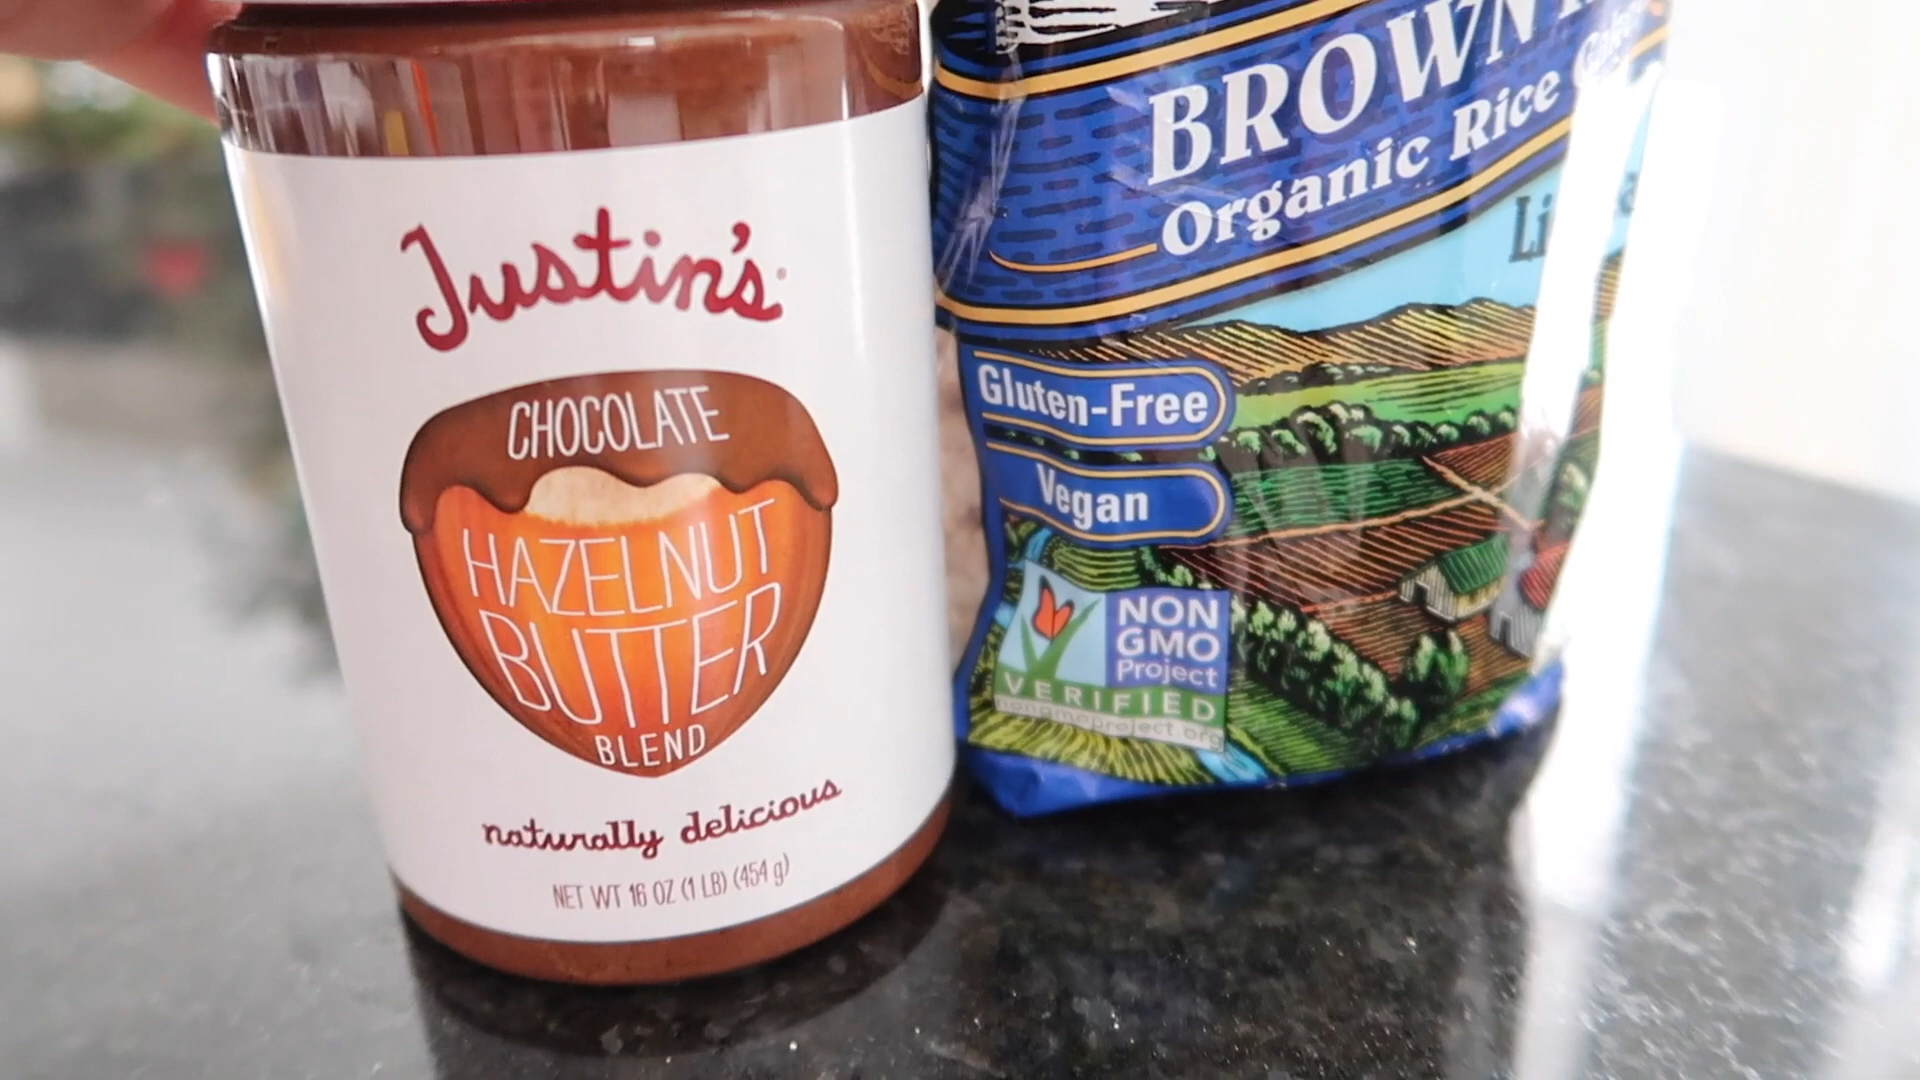 Justin's
CHOCOLATE
HAZELNUT
BUTTER
BLEND
naturally delicious
NET WT 16 OZ (1 LB) (454 g)
BROWN
Organic Rice
Gluten-Free
Vegan
NON
GMO
Project
VERIFIED
nongmoproject.org